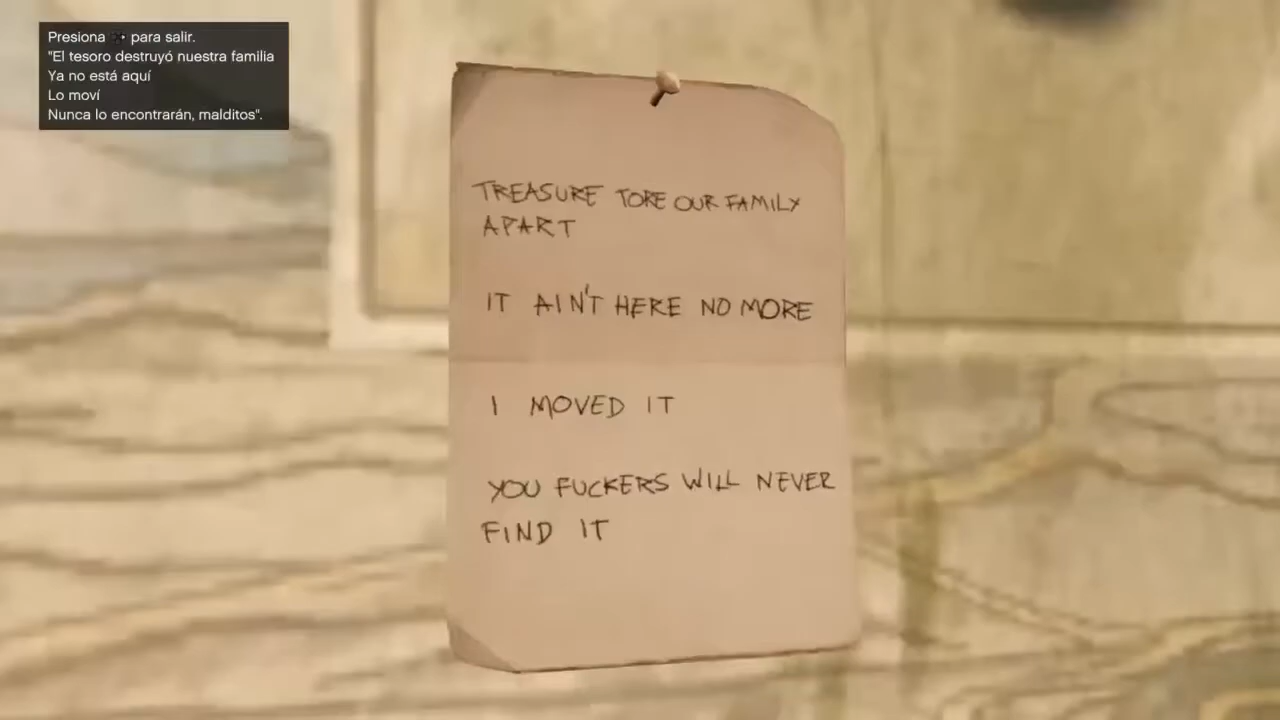 Presiona para salir.
"El tesoro destruyó nuestra familia
Ya no está aquí
Lo moví
Nunca lo encontrarán, malditos".
TREASURE TORE OUR FAMILY
APART
IT AIN'T HERE NO MORE
I MOVED IT
YOU FUCKERS WILL NEVER
FIND IT